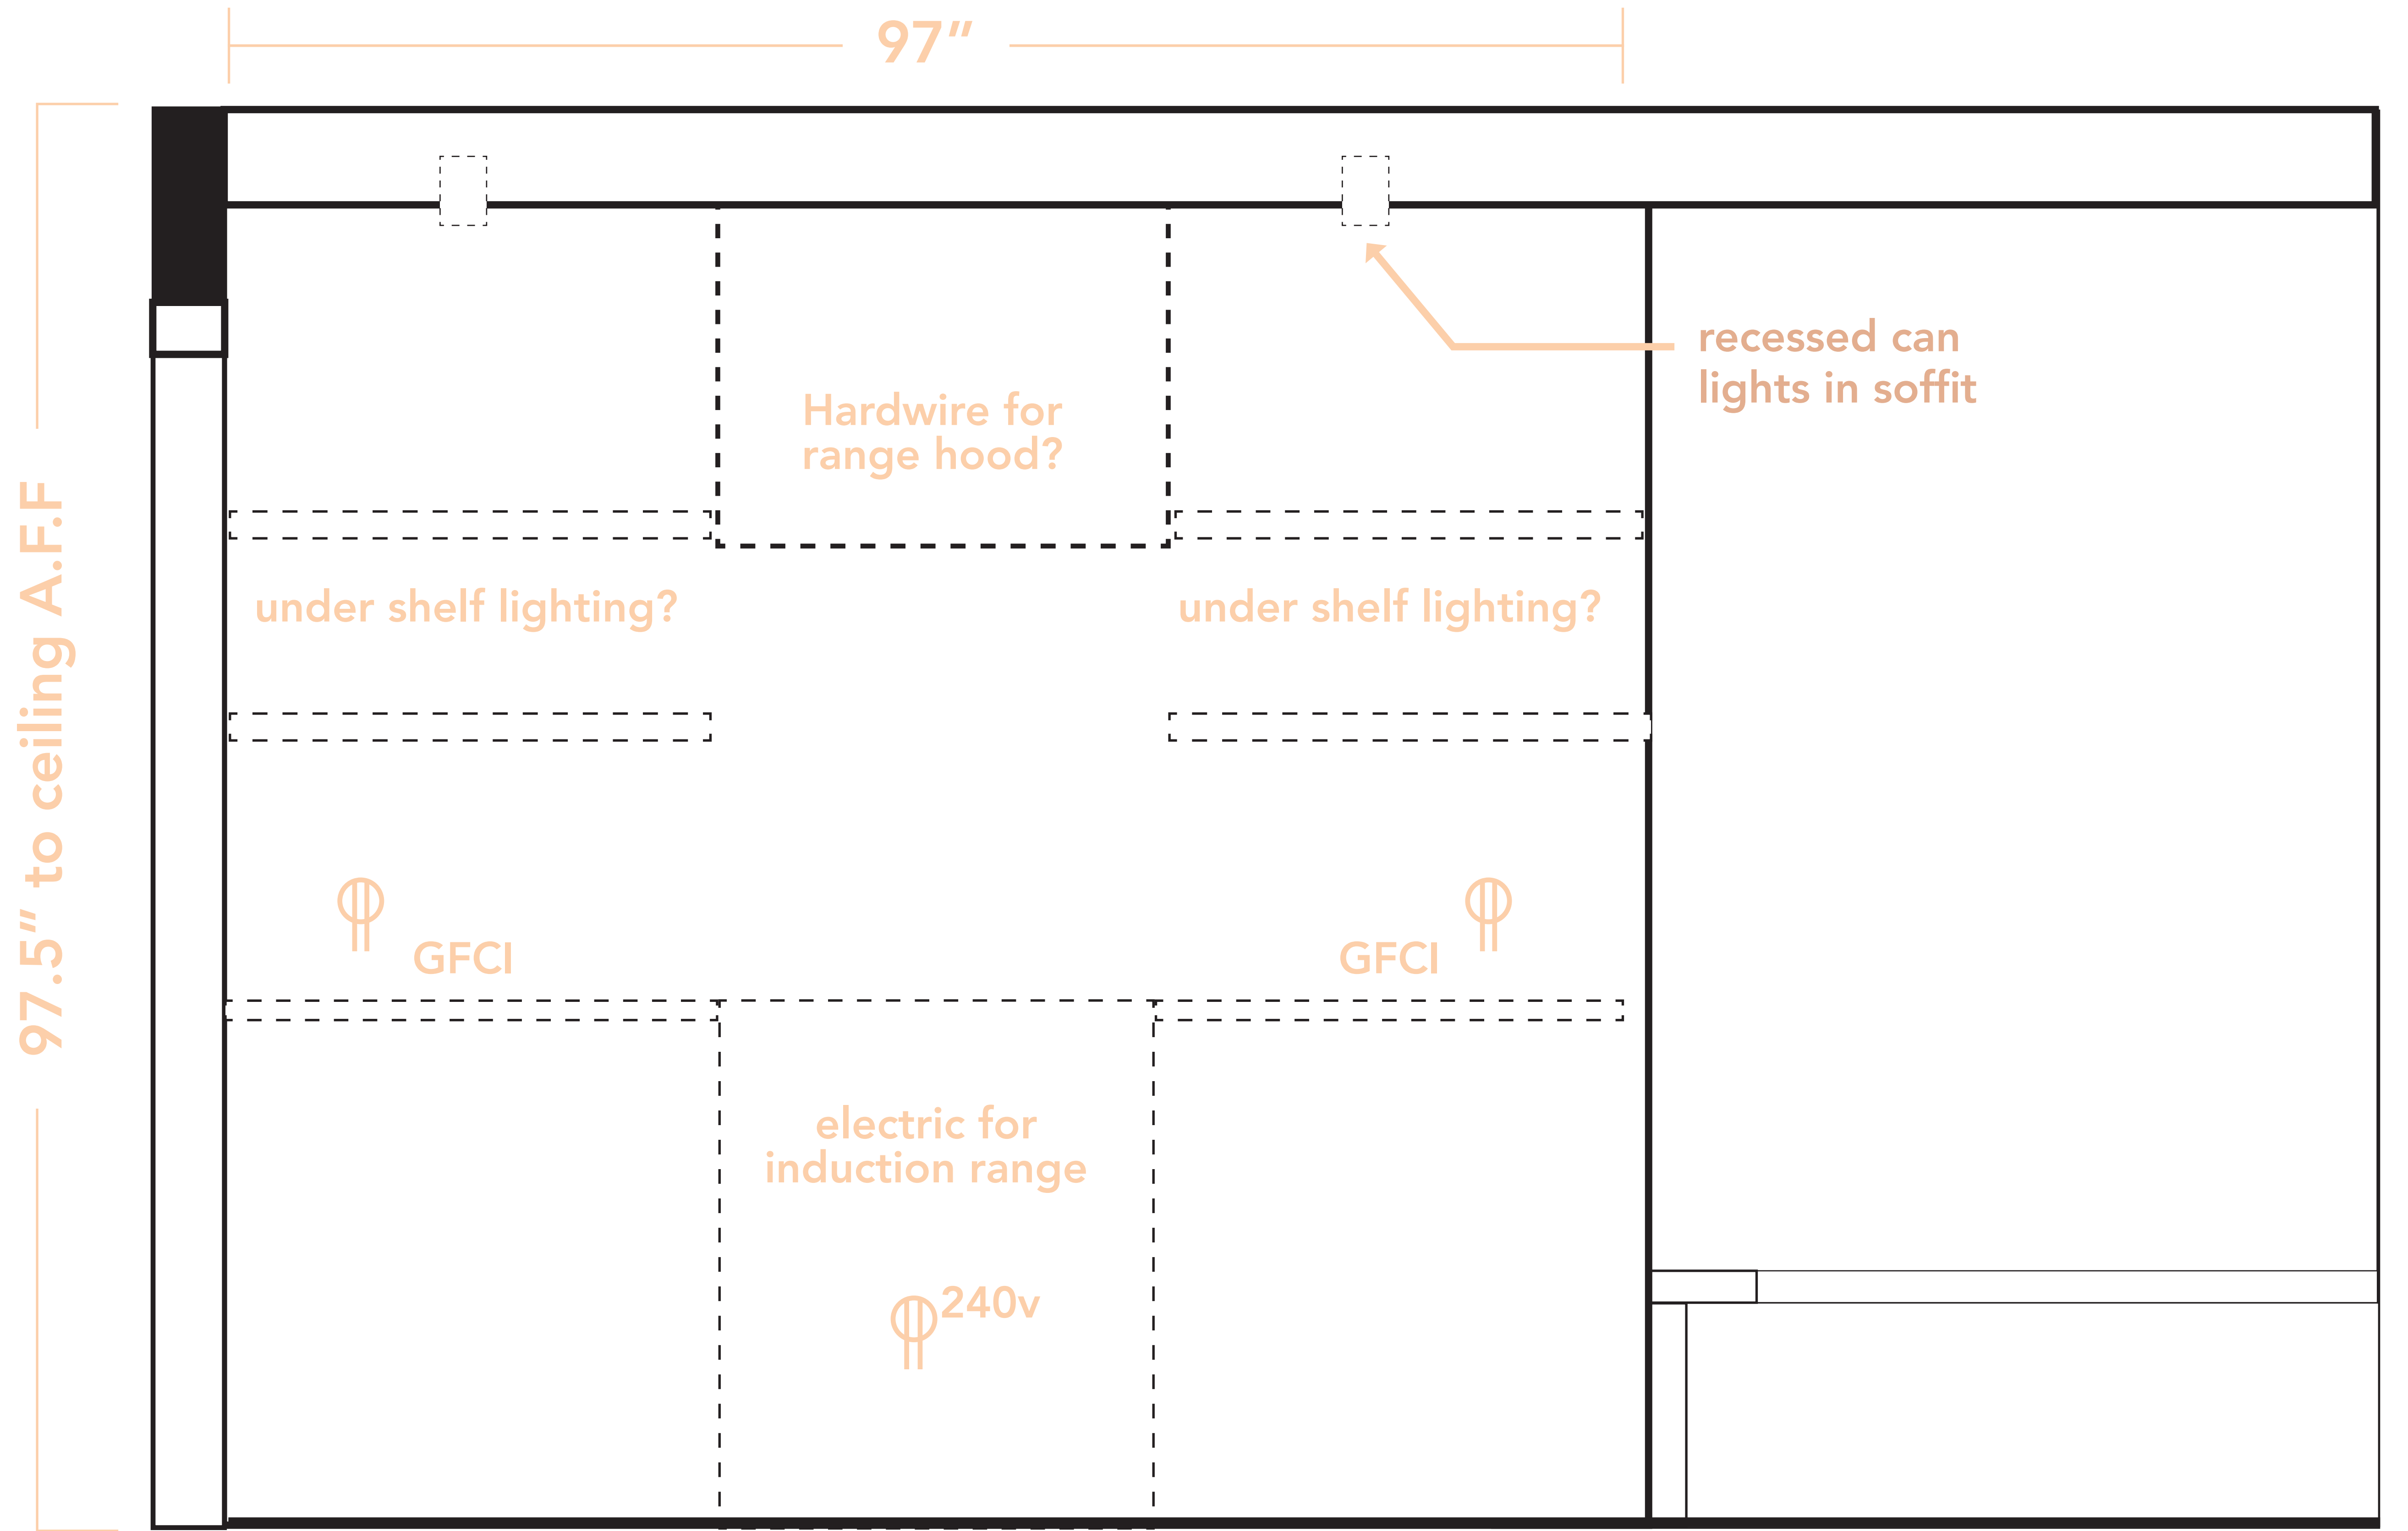 97”
97.5” to ceiling A.F.F
recessed can
lights in soffit
Hardwire for
range hood?
under shelf lighting?
under shelf lighting?
GFCI
GFCI
electric for
induction range
240v